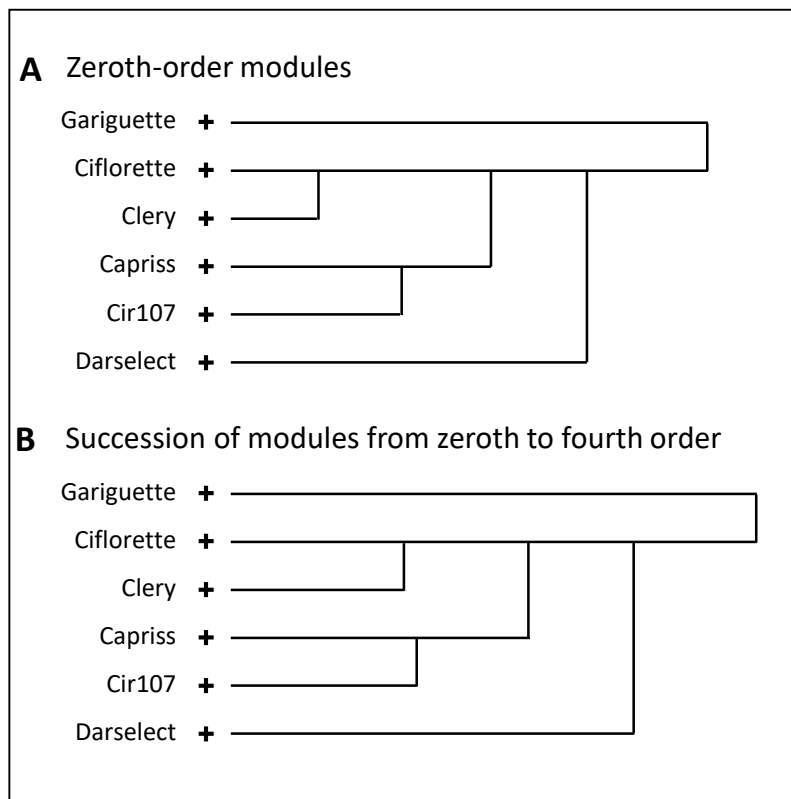 A Zeroth-order modules
Gariguette +
Ciflorette +
Clery +
Capriss +
Cir107 +
Darselect +
B Succession of modules from zeroth to fourth order
Gariguette +
Ciflorette +
Clery +
Capriss +
Cir107 +
Darselect +